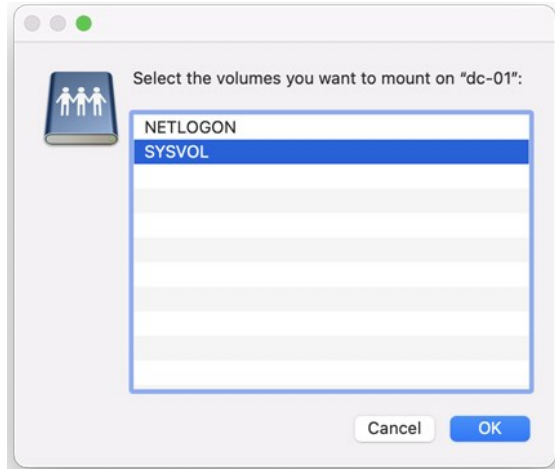 Select the volumes you want to mount on “dc-01”:
NETLOGON
SYSVOL
Cancel
OK